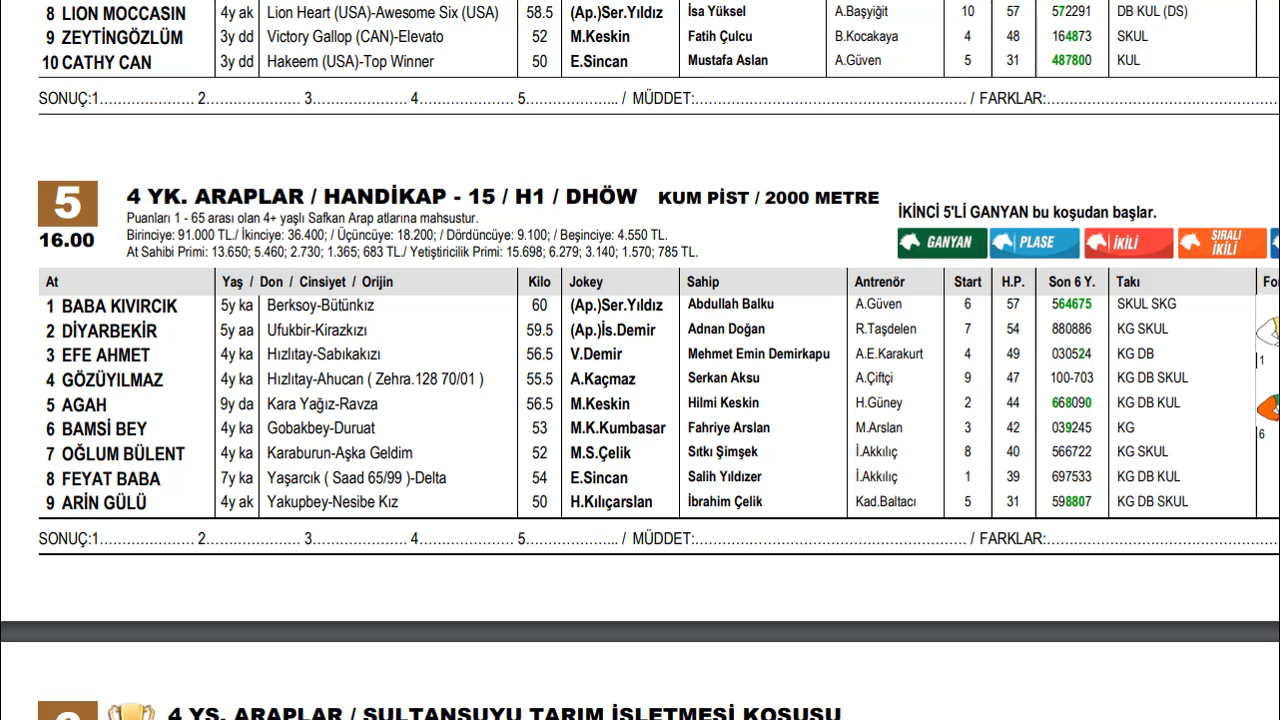 8 LION MOCCASIN 4y ak Lion Heart (USA)-Awesome Six (USA) 58.5 (Ap.)Ser.Yıldız İsa Yüksel A.Başyiğit 10 57 572291 DB KUL (DS)
9 ZEYTİNGÖZLÜM 3y dd Victory Gallop (CAN)-Elevato 52 M.Keskin Fatih Çulcu B.Kocakaya 4 48 164873 SKUL
10 CATHY CAN 3y dd Hakeem (USA)-Top Winner 50 E.Sincan Mustafa Aslan A.Güven 5 31 487800 KUL
SONUÇ:1...................... 2...................... 3...................... 4...................... 5...................... / MÜDDET:.............................................................. / FARKLAR:......................................................
5 4 YK. ARAPLAR / HANDİKAP - 15 / H1 / DHÖW KUM PİST / 2000 METRE
16.00
Puanları 1 - 65 arası olan 4+ yaşlı Safkan Arap atlarına mahsustur.
Birinciye: 91.000 TL./ İkinciye: 36.400; / Üçüncüye: 18.200; / Dördüncüye: 9.100; / Beşinciye: 4.550 TL.
At Sahibi Primi: 13.650; 5.460; 2.730; 1.365; 683 TL./ Yetiştiricilik Primi: 15.698; 6.279; 3.140; 1.570; 785 TL.
İKİNCİ 5'Lİ GANYAN bu koşudan başlar.
GANYAN PLASE İKİLİ SIRALI İKİLİ
At Yaş / Don / Cinsiyet / Orijin Kilo Jokey Sahip Antrenör Start H.P. Son 6 Y. Takı Fo
1 BABA KIVIRCIK 5y ka Berksoy-Bütünkız 60 (Ap.)Ser.Yıldız Abdullah Balku A.Güven 6 57 564675 SKUL SKG
2 DİYARBEKİR 5y aa Ufukbir-Kirazkızı 59.5 (Ap.)İs.Demir Adnan Doğan R.Taşdelen 7 54 880886 KG SKUL
3 EFE AHMET 4y ka Hızlıtay-Sabıkakızı 56.5 V.Demir Mehmet Emin Demirkapu A.E.Karakurt 4 49 030524 KG DB
1
4 GÖZÜYILMAZ 4y ka Hızlıtay-Ahucan ( Zehra.128 70/01 ) 55.5 A.Kaçmaz Serkan Aksu A.Çiftçi 9 47 100-703 KG DB SKUL
5 AGAH 9y da Kara Yağız-Ravza 56.5 M.Keskin Hilmi Keskin H.Güney 2 44 668090 KG DB KUL
6 BAMSİ BEY 4y ka Gobakbey-Duruat 53 M.K.Kumbasar Fahriye Arslan M.Arslan 3 42 039245 KG
6
7 OĞLUM BÜLENT 4y ka Karaburun-Aşka Geldim 52 M.S.Çelik Sıtkı Şimşek İ.Akkılıç 8 40 566722 KG SKUL
8 FEYAT BABA 7y ka Yaşarcık ( Saad 65/99 )-Delta 54 E.Sincan Salih Yıldızer İ.Akkılıç 1 39 697533 KG DB KUL
9 ARİN GÜLÜ 4y ak Yakupbey-Nesibe Kız 50 H.Kılıçarslan İbrahim Çelik Kad.Baltacı 5 31 598807 KG DB SKUL
SONUÇ:1...................... 2...................... 3...................... 4...................... 5...................... / MÜDDET:.............................................................. / FARKLAR:......................................................
4 YS. ARAPLAR / SULTANSUYU TARIM İŞLETMESİ KOŞUSU